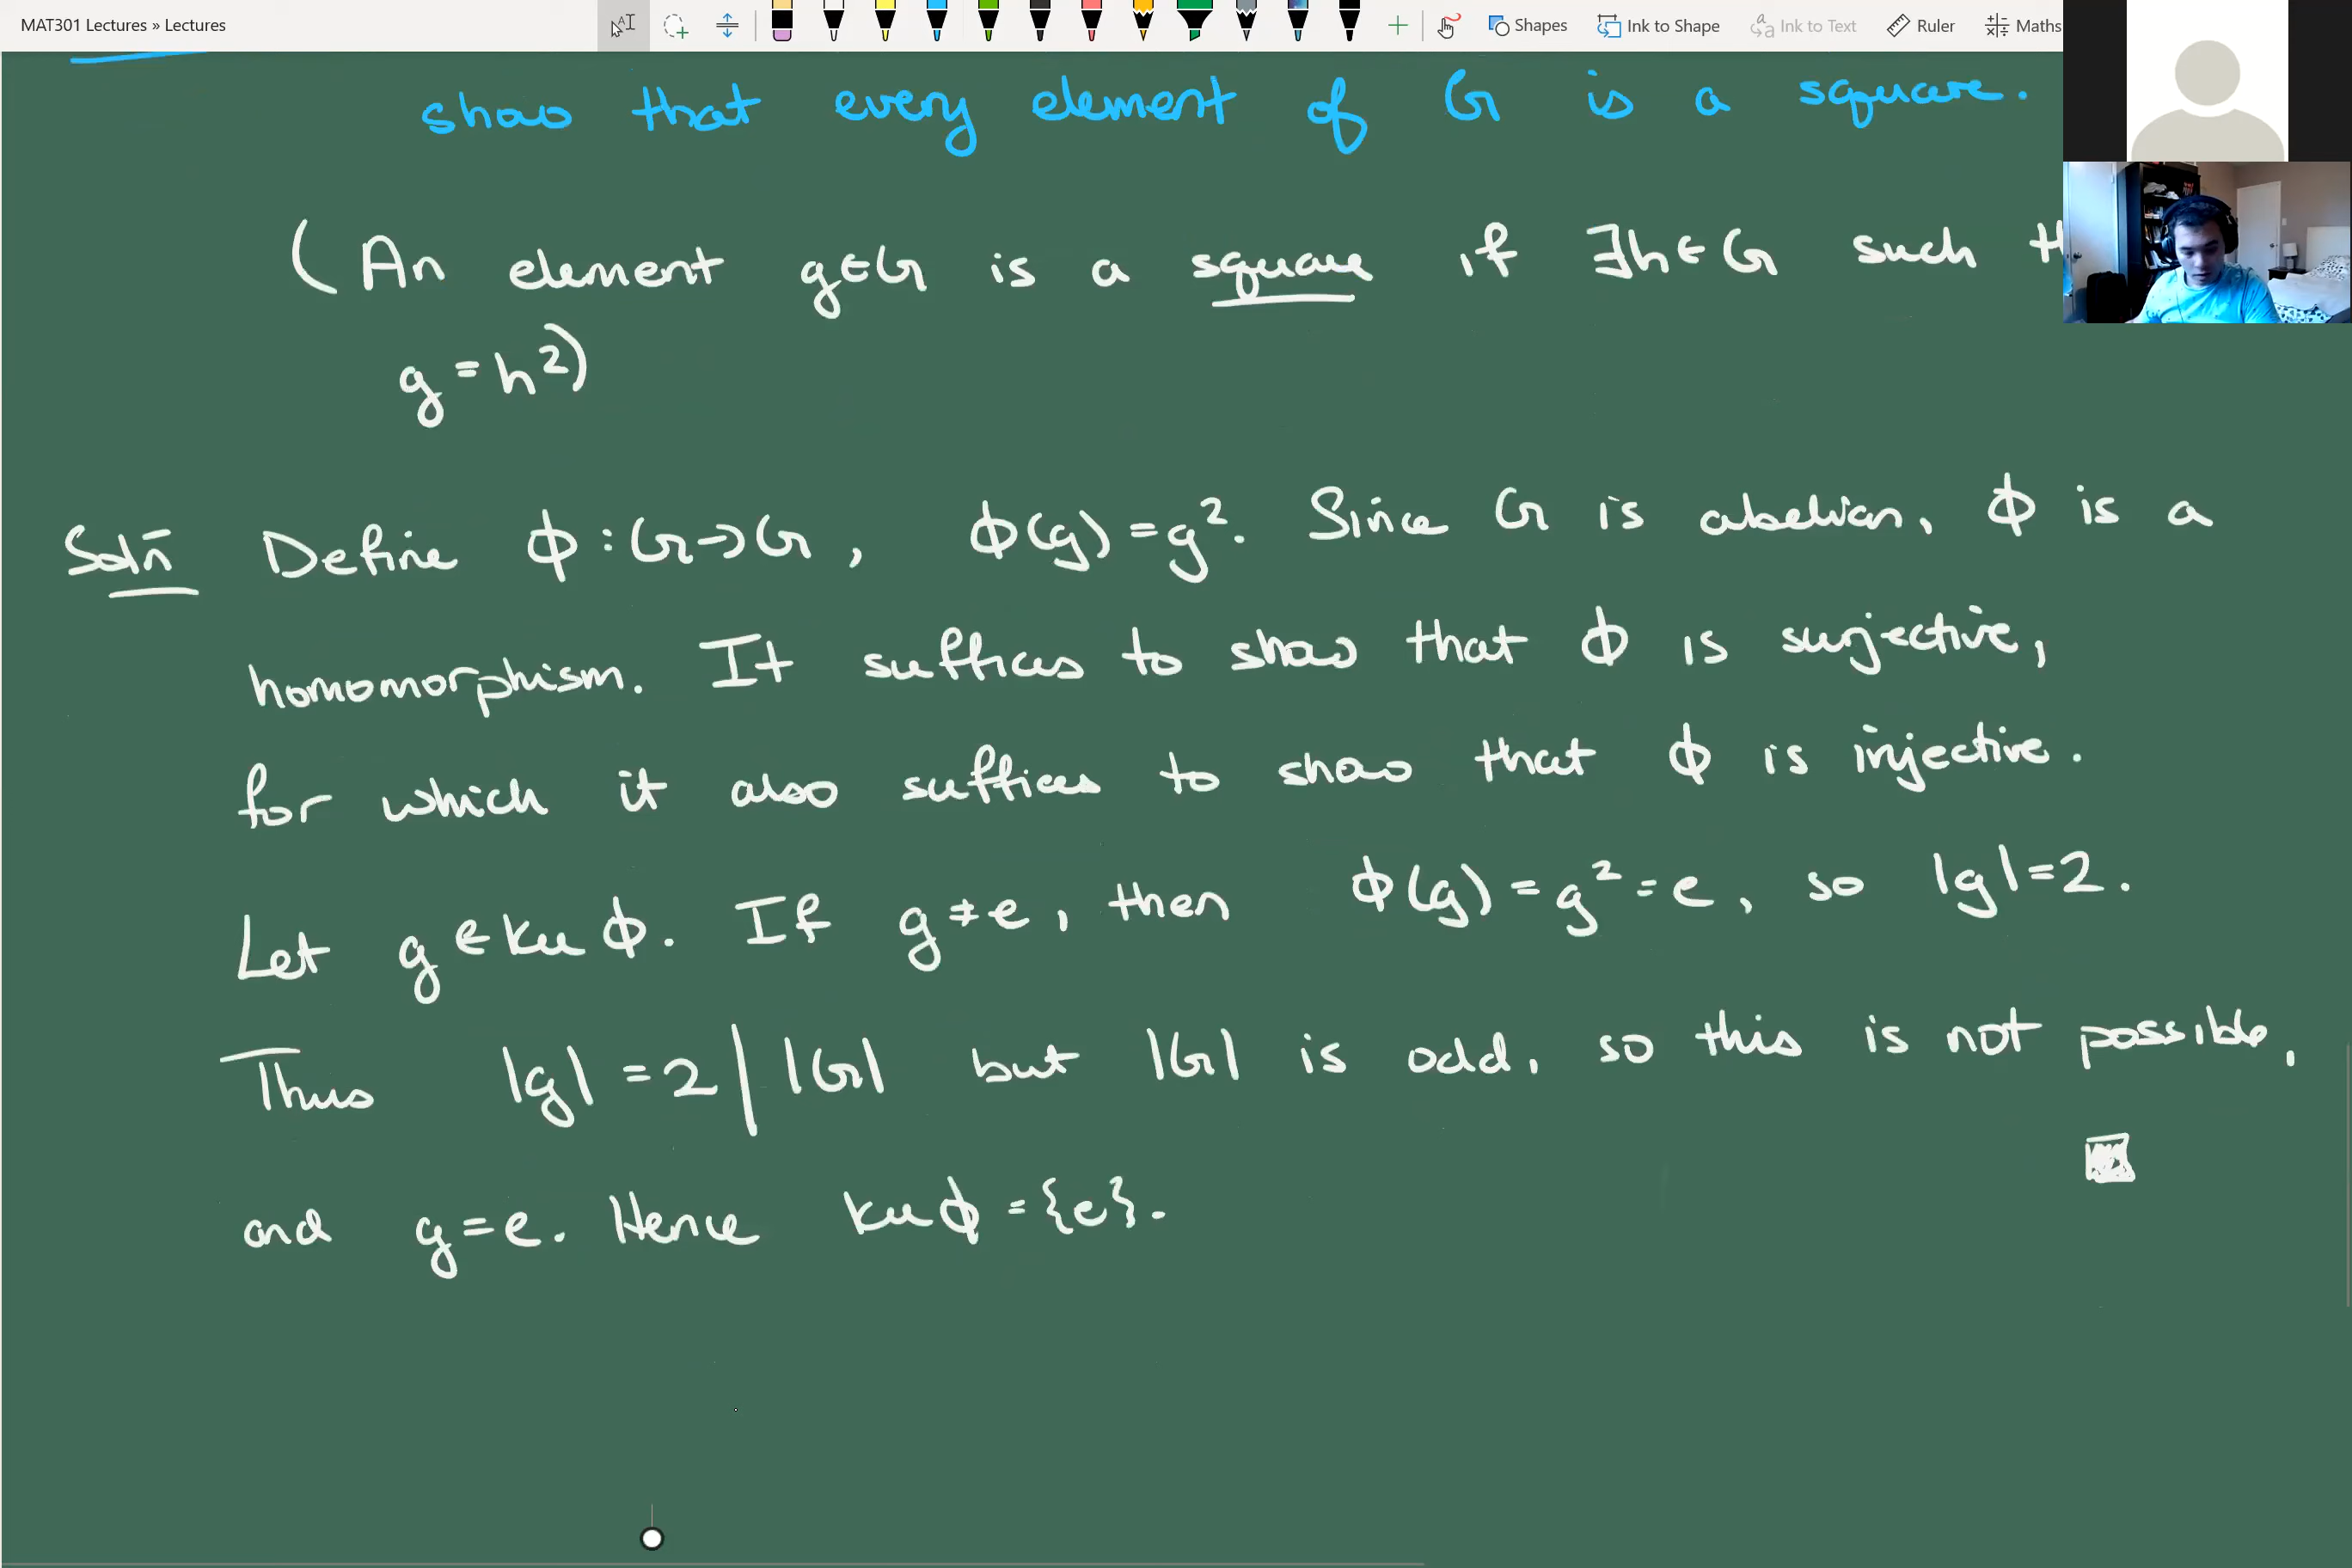 MAT301 Lectures » Lectures
Shapes Ink to Shape Ink to Text Ruler Maths
show that every element of G is a square.
(An element g∈G is a square if ∃h∈G such
g=h²)
Soln Define ϕ:G→G, ϕ(g)=g². Since G is abelian, ϕ is a
homomorphism. It suffices to show that ϕ is surjective,
for which it also suffices to show that ϕ is injective.
Let g∈ker ϕ. If g≠e, then ϕ(g)=g²=e, so |g|=2.
Thus |g|=2 | |G| but |G| is odd, so this is not possible,
and g=e. Hence ker ϕ={e}.